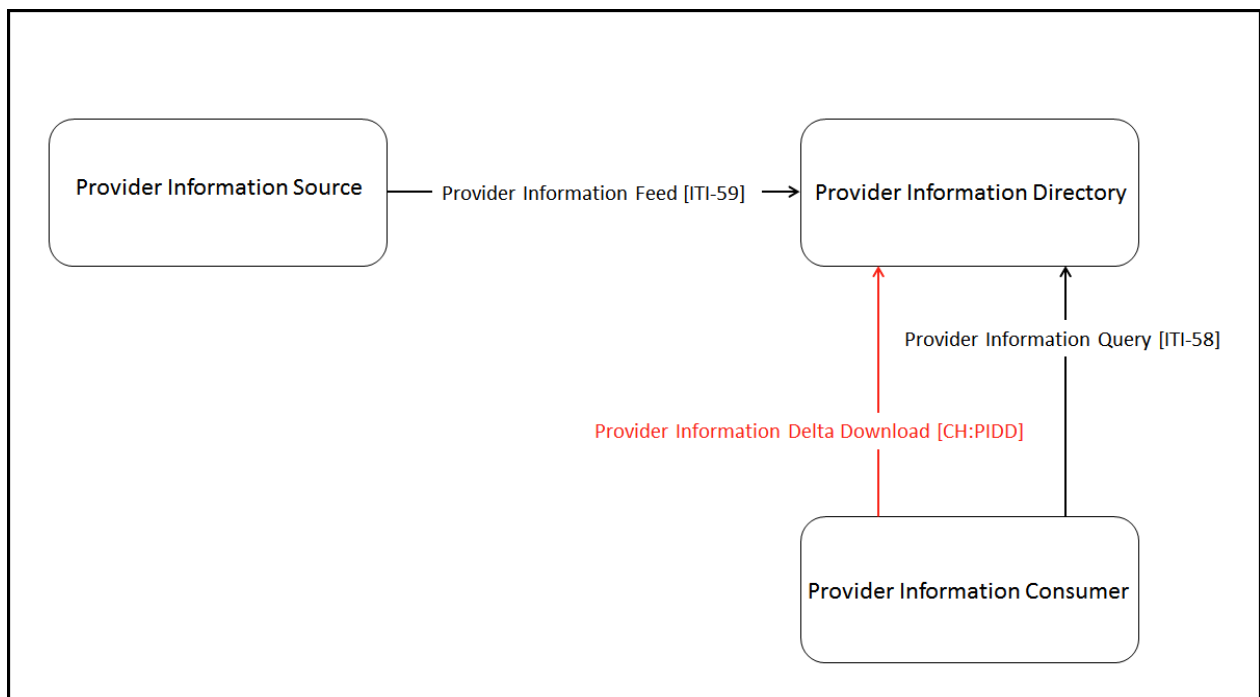 Provider Information Source
Provider Information Feed [ITI-59]
Provider Information Directory
Provider Information Query [ITI-58]
Provider Information Delta Download [CH:PIDD]
Provider Information Consumer